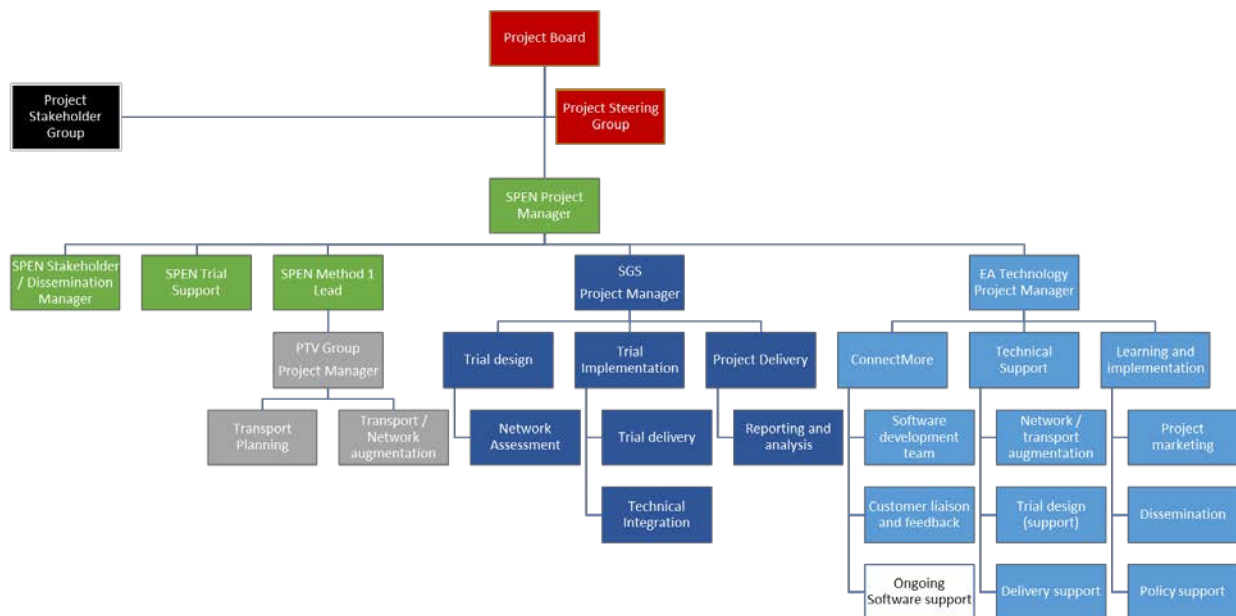 Project Board
Project
Stakeholder
Group
Project Steering
Group
SPEN Project
Manager
SPEN Stakeholder
/ Dissemination
Manager
SPEN Trial
Support
SPEN Method 1
Lead
SGS
Project Manager
EA Technology
Project Manager
PTV Group
Project Manager
Trial design
Trial
Implementation
Project Delivery
ConnectMore
Technical
Support
Learning and
implementation
Transport
Planning
Transport /
Network
augmentation
Network
Assessment
Trial delivery
Reporting and
analysis
Software
development
team
Network /
transport
augmentation
Project
marketing
Technical
Integration
Customer liaison
and feedback
Trial design
(support)
Dissemination
Ongoing
Software support
Delivery support
Policy support